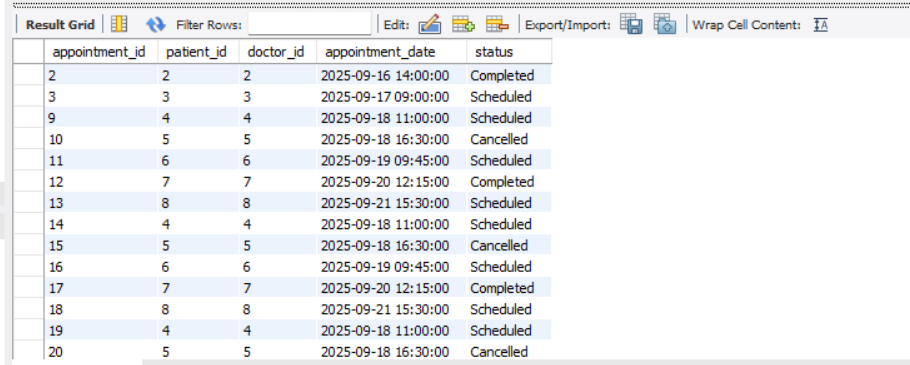 Result Grid Filter Rows: Edit: Export/Import: Wrap Cell Content: IA
appointment_id patient_id doctor_id appointment_date status
2 2 2 2025-09-16 14:00:00 Completed
3 3 3 2025-09-17 09:00:00 Scheduled
9 4 4 2025-09-18 11:00:00 Scheduled
10 5 5 2025-09-18 16:30:00 Cancelled
11 6 6 2025-09-19 09:45:00 Scheduled
12 7 7 2025-09-20 12:15:00 Completed
13 8 8 2025-09-21 15:30:00 Scheduled
14 4 4 2025-09-18 11:00:00 Scheduled
15 5 5 2025-09-18 16:30:00 Cancelled
16 6 6 2025-09-19 09:45:00 Scheduled
17 7 7 2025-09-20 12:15:00 Completed
18 8 8 2025-09-21 15:30:00 Scheduled
19 4 4 2025-09-18 11:00:00 Scheduled
20 5 5 2025-09-18 16:30:00 Cancelled